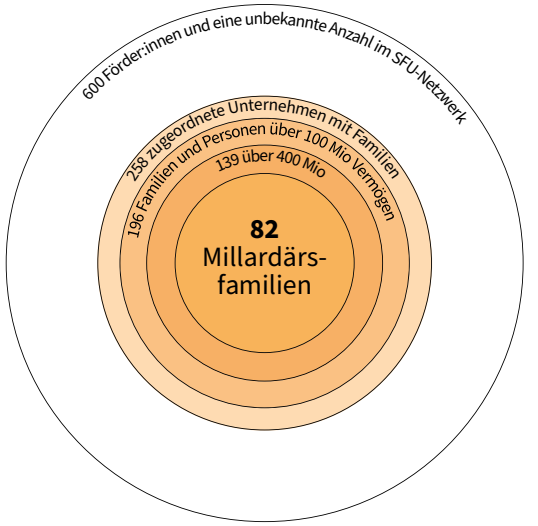 600 Förder:innen und eine unbekannte Anzahl im SFU-Netzwerk
258 zugeordnete Unternehmen mit Familien
196 Familien und Personen über 100 Mio Vermögen
139 über 400 Mio
82
Millardärs-
familien